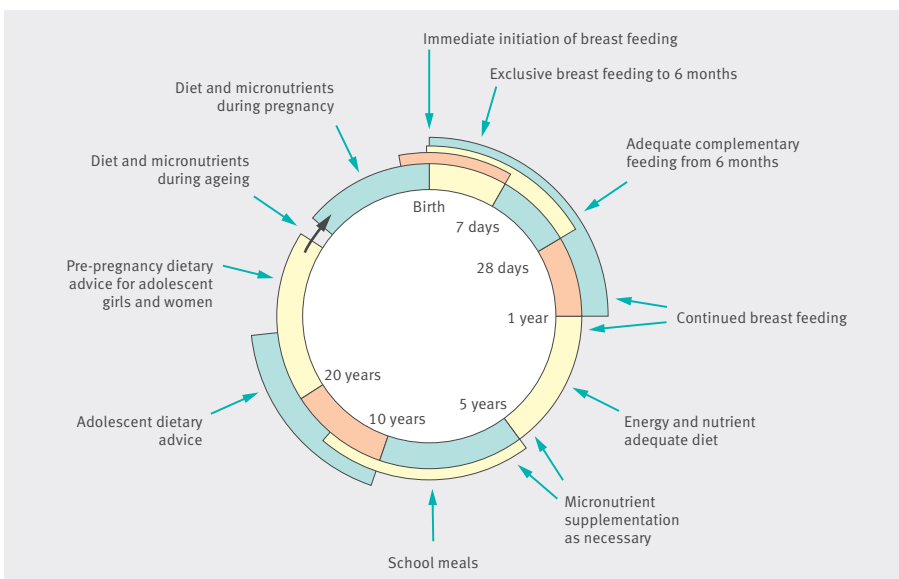 Immediate initiation of breast feeding
Exclusive breast feeding to 6 months
Diet and micronutrients
during pregnancy
Adequate complementary
feeding from 6 months
Diet and micronutrients
during ageing
Birth
7 days
Pre-pregnancy dietary
advice for adolescent
girls and women
28 days
1 year
Continued breast feeding
20 years
5 years
10 years
Adolescent dietary
advice
Energy and nutrient
adequate diet
Micronutrient
supplementation
as necessary
School meals